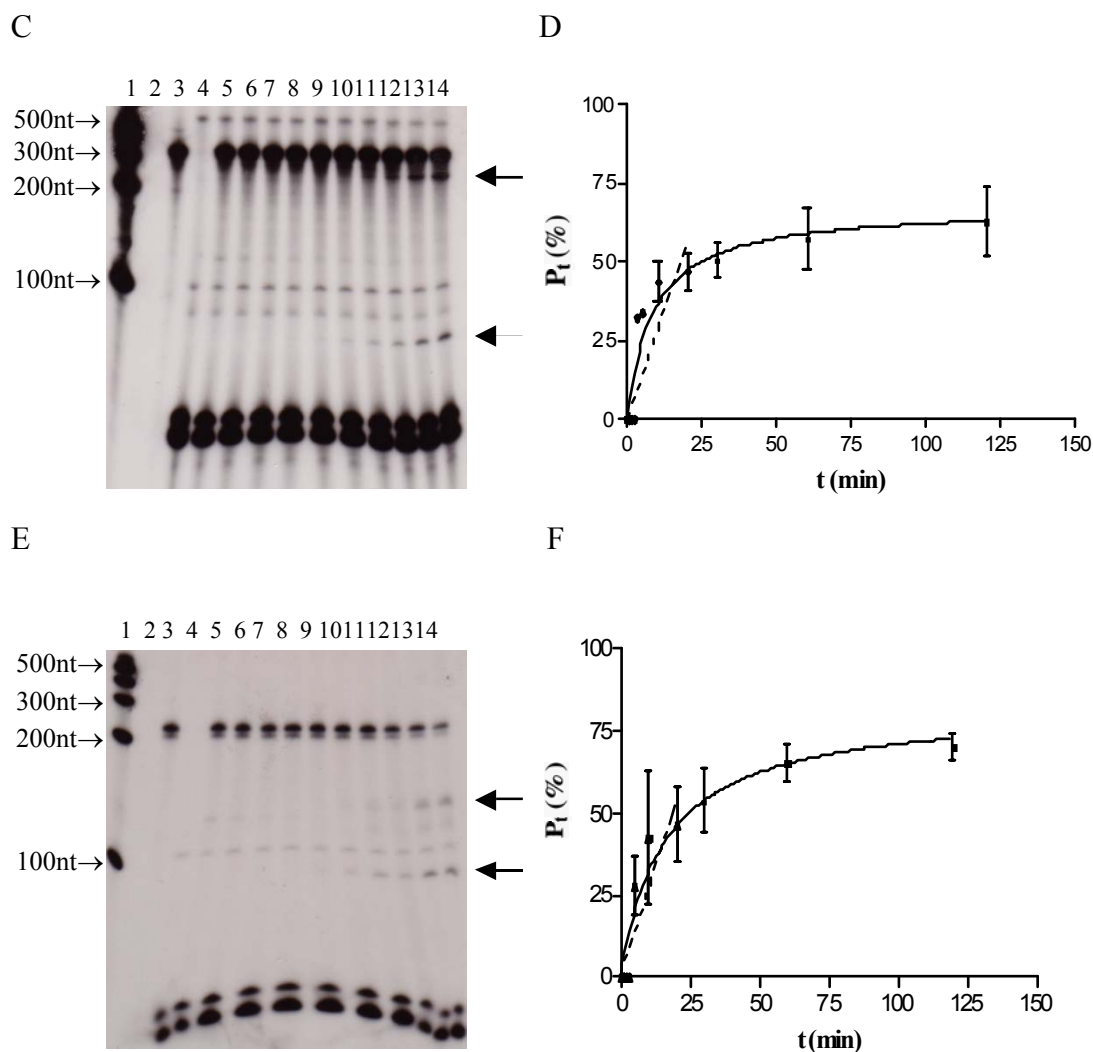 C
D
1 2 3 4 5 6 7 8 9 10 11 12 13 14
500nt→
300nt→
200nt→
100nt→
100
75
50
25
0
Pt (%)
0 25 50 75 100 125 150
t (min)
E
F
1 2 3 4 5 6 7 8 9 10 11 12 13 14
500nt→
300nt→
200nt→
100nt→
100
75
50
25
0
Pt (%)
0 25 50 75 100 125 150
t (min)